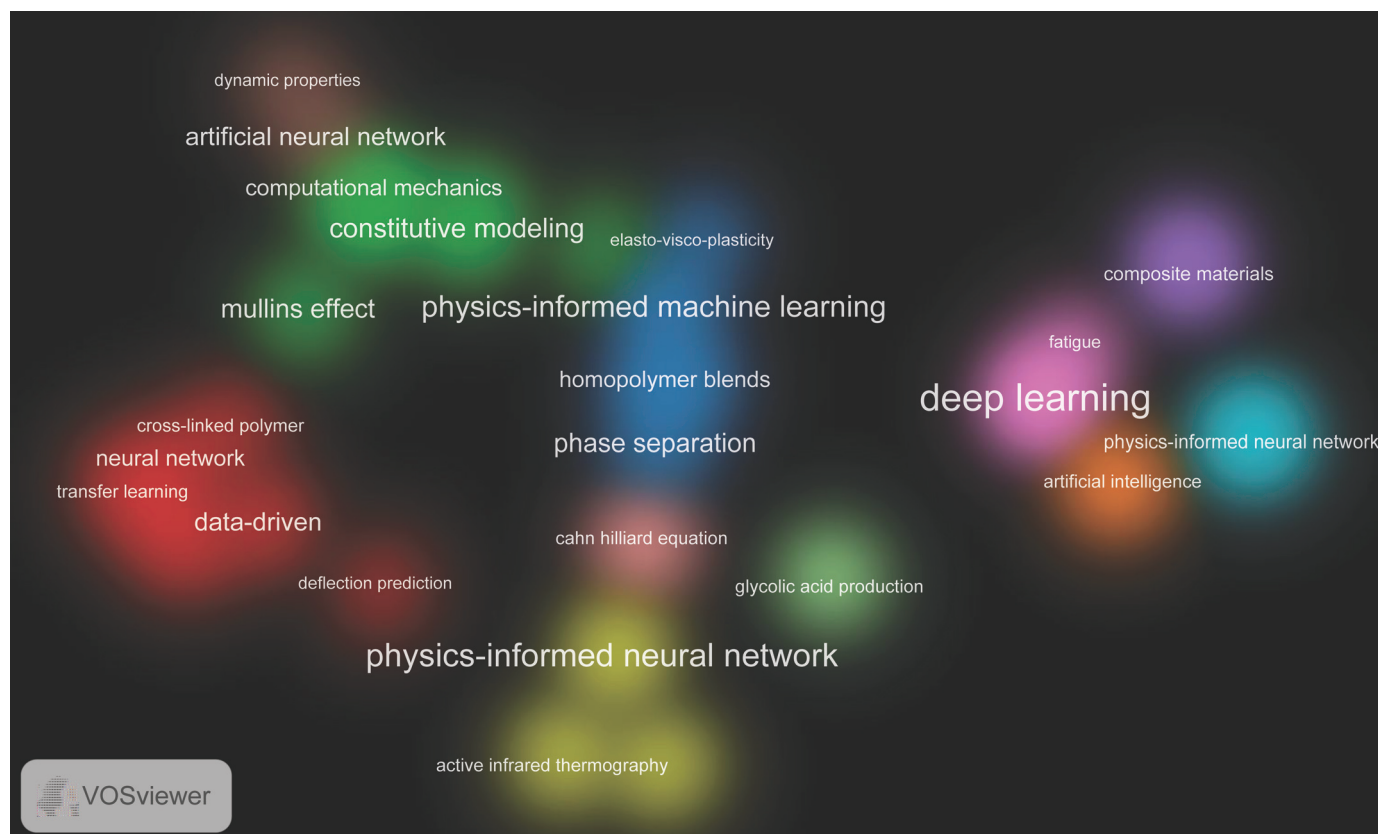 dynamic properties
artificial neural network
computational mechanics
constitutive modeling
elasto-visco-plasticity
composite materials
mullins effect
physics-informed machine learning
fatigue
homopolymer blends
deep learning
cross-linked polymer
phase separation
physics-informed neural network
neural network
artificial intelligence
transfer learning
data-driven
cahn hilliard equation
deflection prediction
glycolic acid production
physics-informed neural network
active infrared thermography
VOSviewer